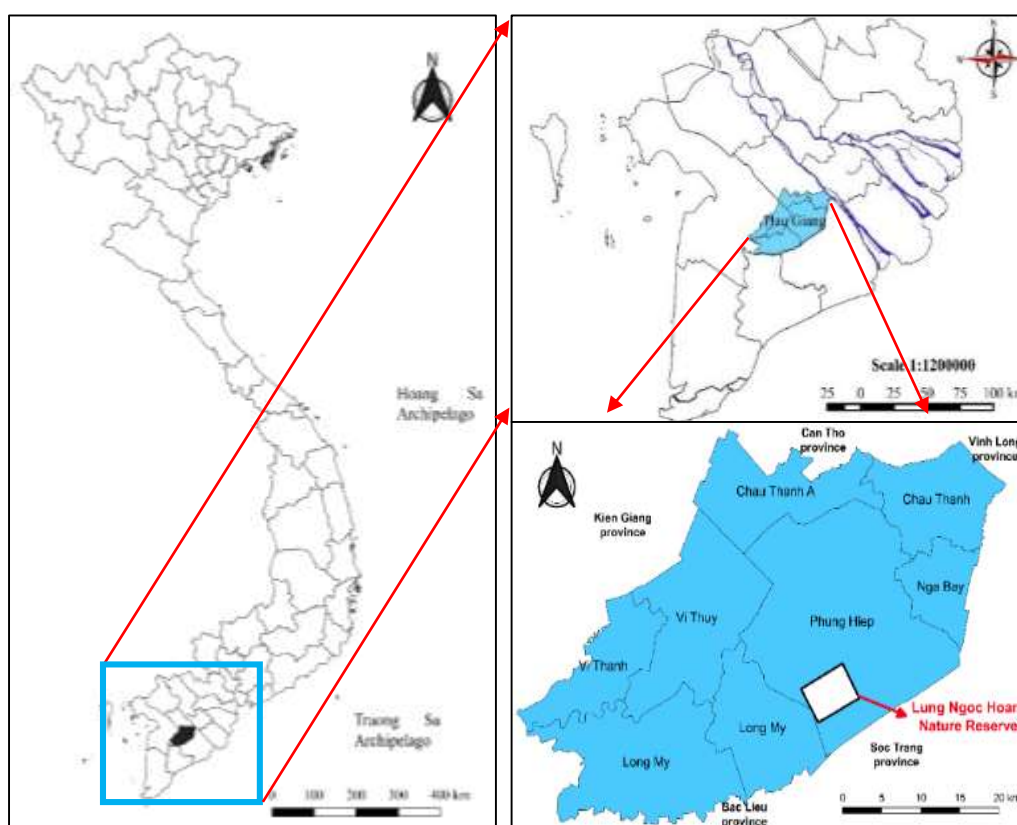 N
Hoang Sa
Archipelago
Truong Sa
Archipelago
0 100 200 300 400 km
N
S
Hau Giang
Scale 1:1200000
25 0 25 50 75 100 km
N
Can Tho
province
Vinh Long
province
Chau Thanh A
Chau Thanh
Kien Giang
province
Nga Bay
Vi Thuy
Phung Hiep
Vi Thanh
Lung Ngoc Hoan
Nature Reserve
Long My
Soc Trang
province
Long My
Bac Lieu
province
0 5 10 15 20 km